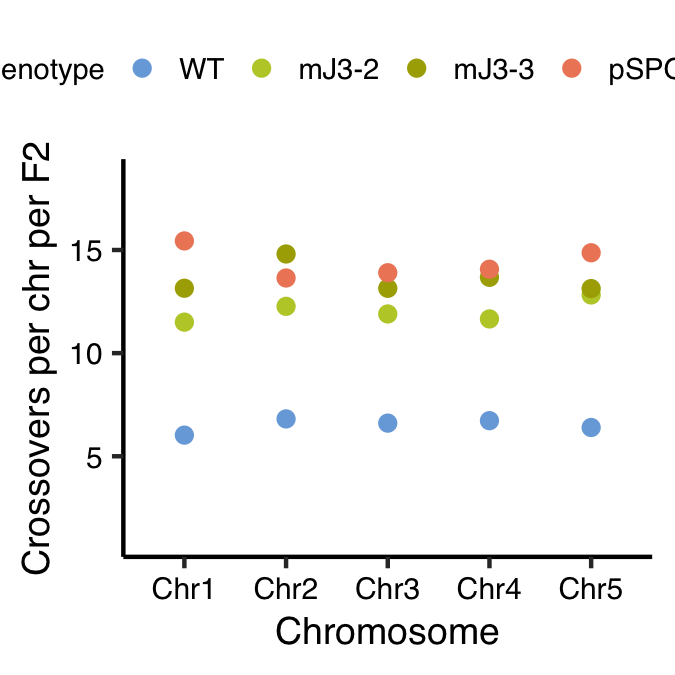 enotype WT mJ3-2 mJ3-3 pSPO
Crossovers per chr per F2
15
10
5
Chr1 Chr2 Chr3 Chr4 Chr5
Chromosome